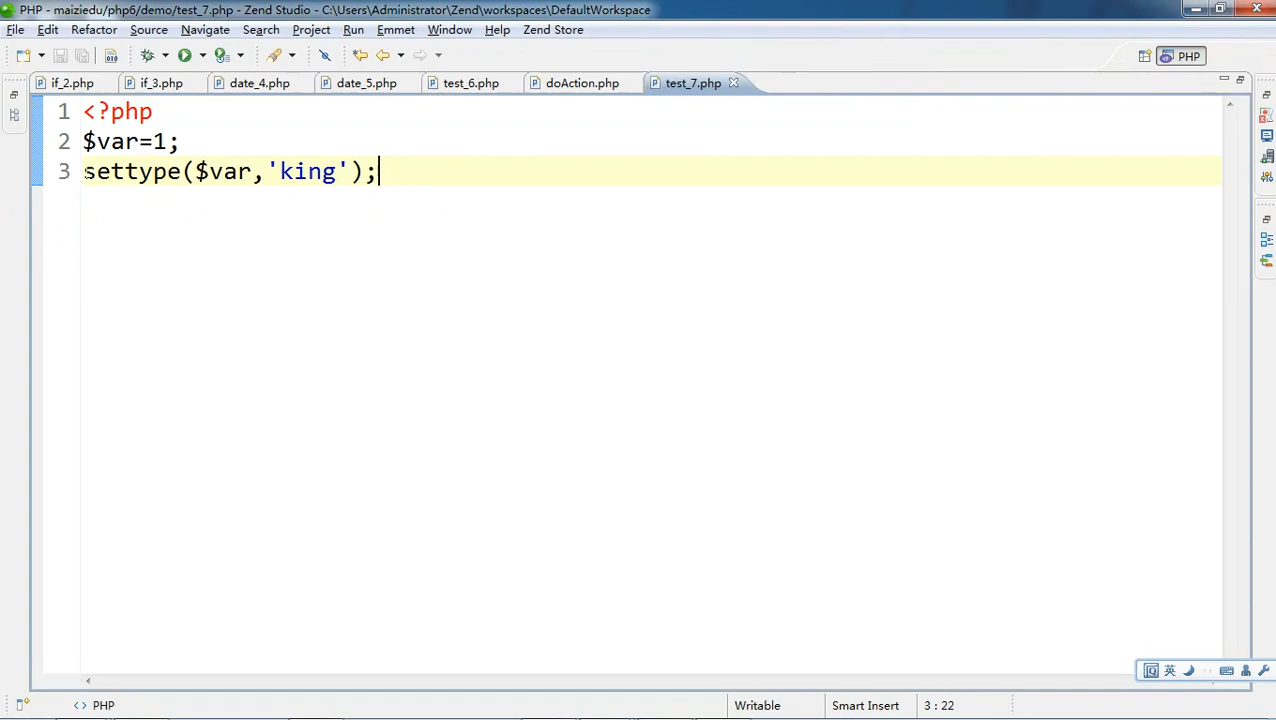 PHP - maiziedu/php6/demo/test_7.php - Zend Studio - C:\Users\Administrator\Zend\workspaces\DefaultWorkspace
File Edit Refactor Source Navigate Search Project Run Emmet Window Help Zend Store
PHP
if_2.php if_3.php date_4.php date_5.php test_6.php doAction.php test_7.php
1 <?php
2 $var=1;
3 settype($var,'king');
英
<> PHP Writable Smart Insert 3 : 22